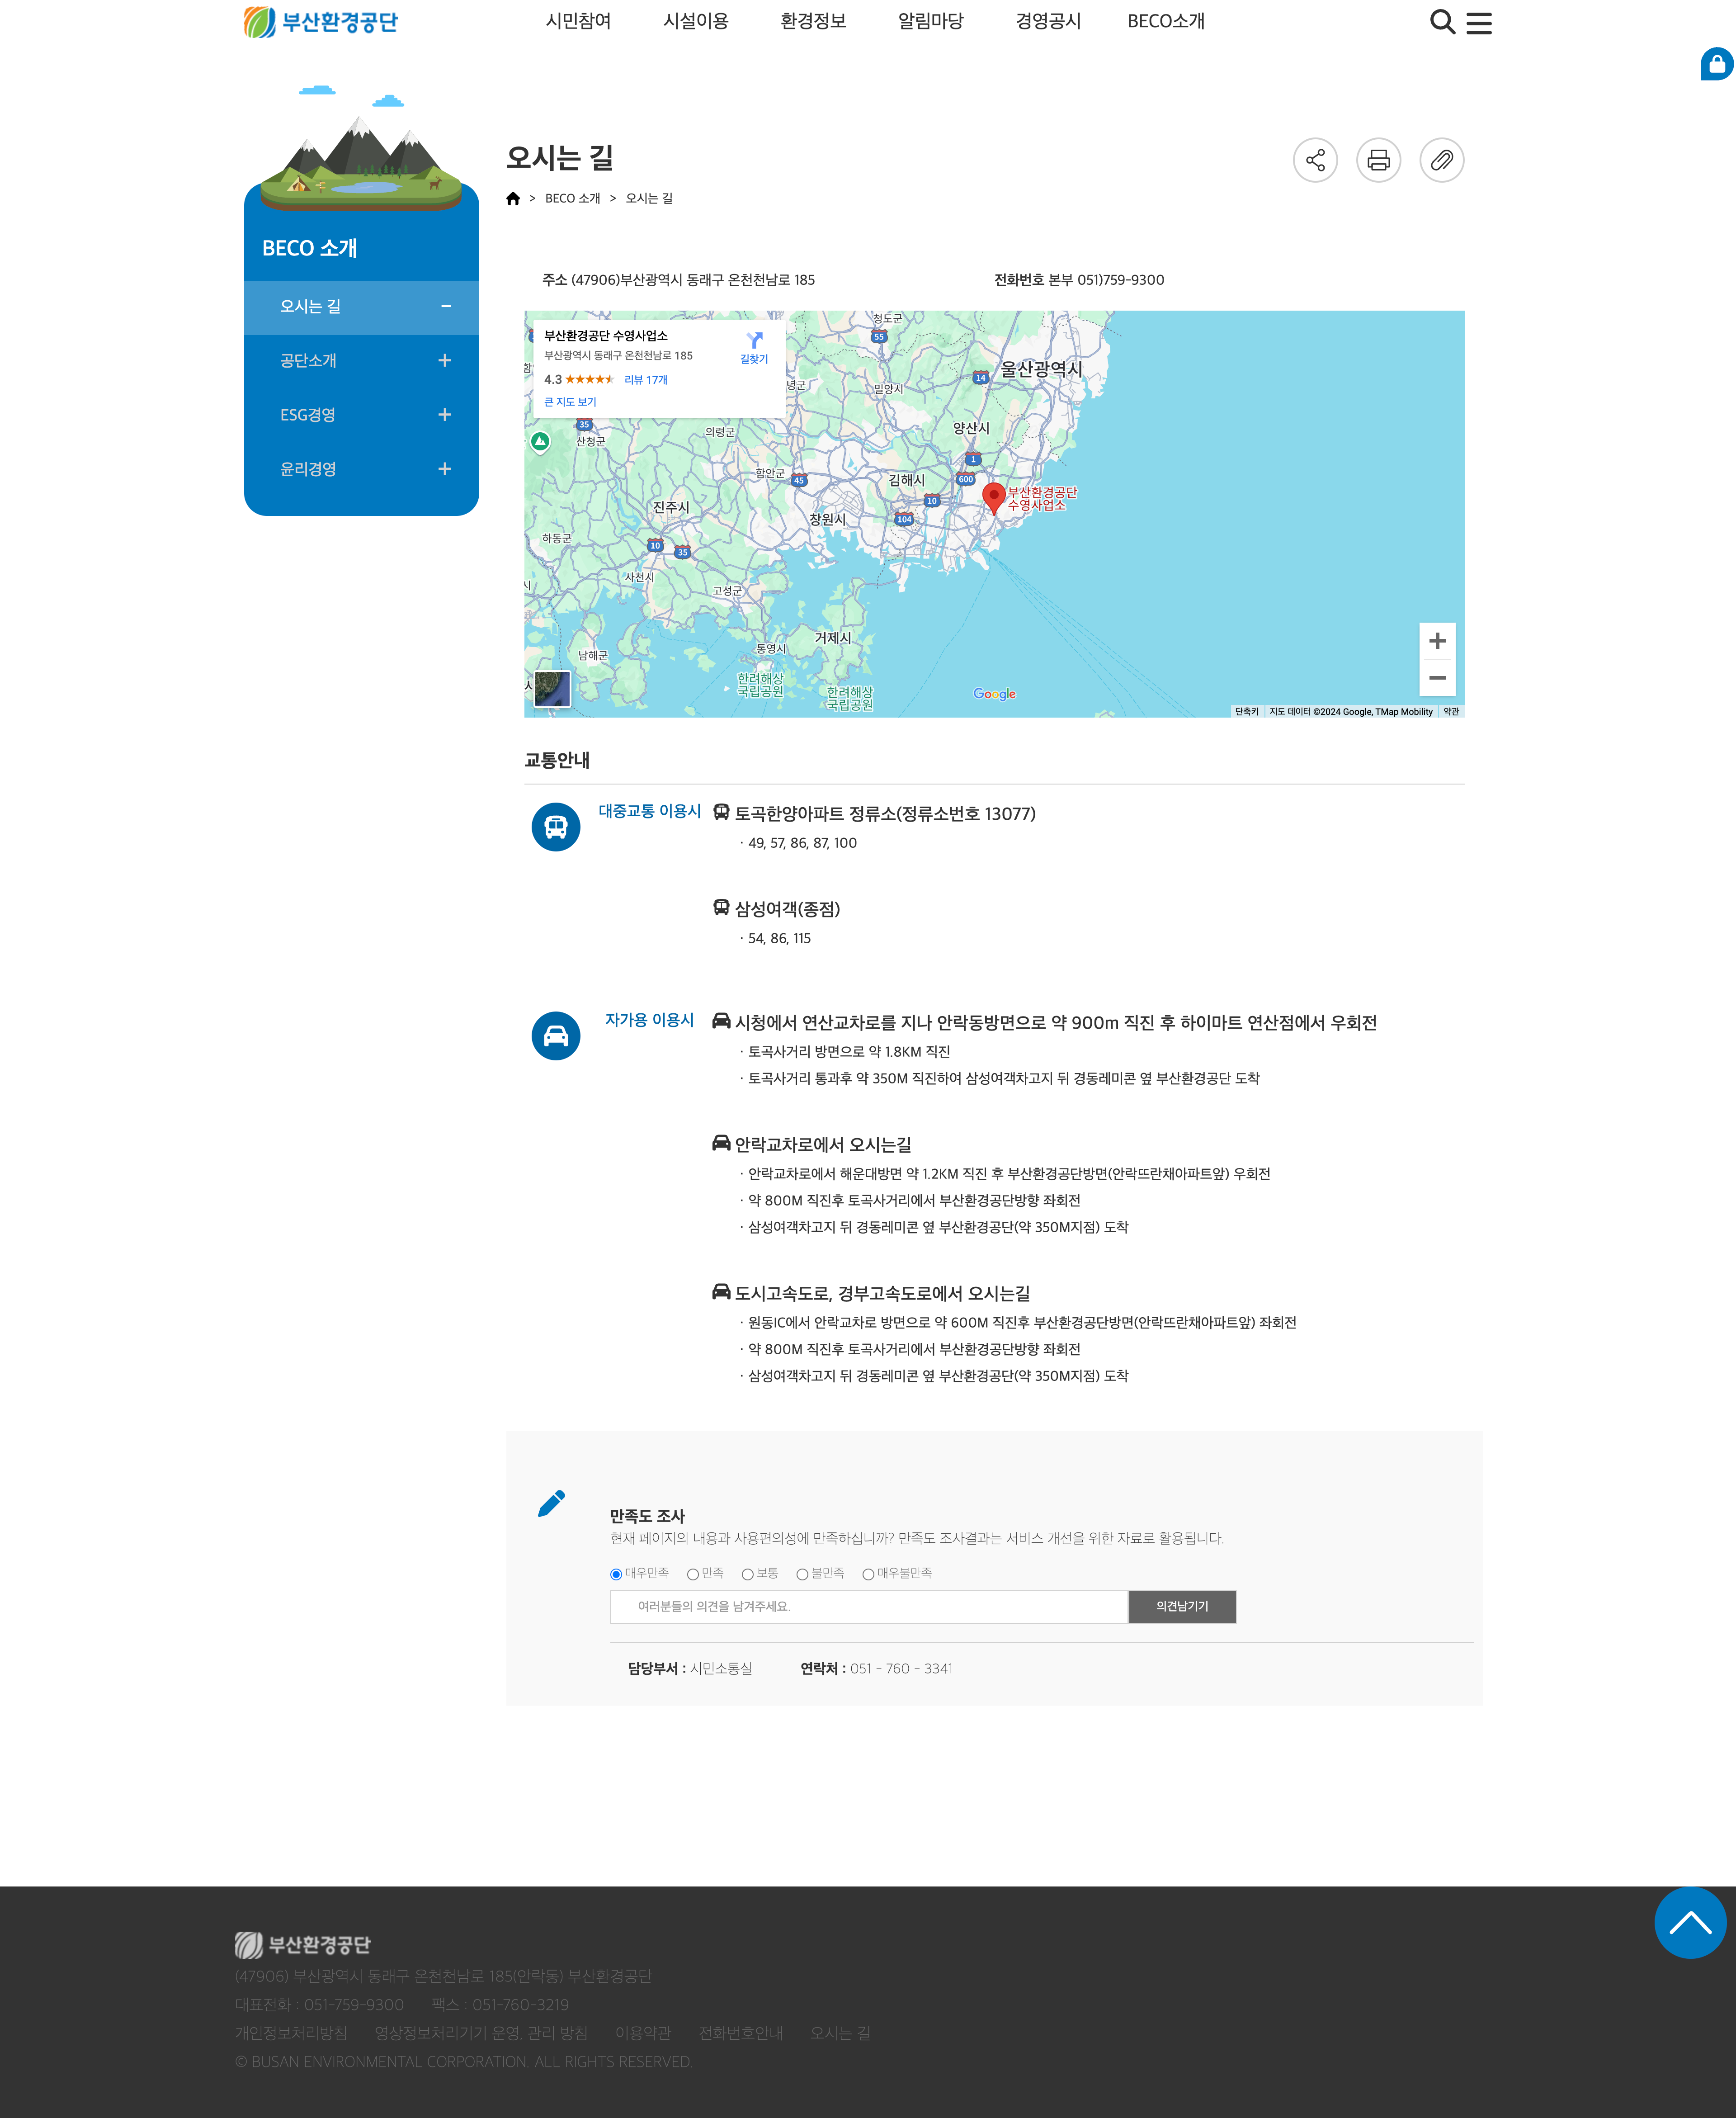 부산환경공단
시민참여 시설이용 환경정보 알림마당 경영공시 BECO소개
오시는 길
> BECO 소개 > 오시는 길
BECO 소개
오시는 길
공단소개
ESG경영
윤리경영
주소 (47906)부산광역시 동래구 온천천남로 185 전화번호 본부 051)759-9300
부산환경공단 수영사업소
부산광역시 동래구 온천천남로 185
길찾기
4.3 리뷰 17개
큰 지도 보기
청도군
55
울산광역시
14
녕군
밀양시
양산시
35
산청군
의령군
1
함안군
45
김해시
600
부산환경공단
수영사업소
진주시
10
창원시
104
하동군
10
35
사천시
고성군
거제시
통영시
남해군
한려해상
국립공원
한려해상
국립공원
Google
단축키 지도 데이터 ©2024 Google, TMap Mobility 약관
교통안내
대중교통 이용시
토곡한양아파트 정류소(정류소번호 13077)
· 49, 57, 86, 87, 100
삼성여객(종점)
· 54, 86, 115
자가용 이용시
시청에서 연산교차로를 지나 안락동방면으로 약 900m 직진 후 하이마트 연산점에서 우회전
· 토곡사거리 방면으로 약 1.8KM 직진
· 토곡사거리 통과후 약 350M 직진하여 삼성여객차고지 뒤 경동레미콘 옆 부산환경공단 도착
안락교차로에서 오시는길
· 안락교차로에서 해운대방면 약 1.2KM 직진 후 부산환경공단방면(안락뜨란채아파트앞) 우회전
· 약 800M 직진후 토곡사거리에서 부산환경공단방향 좌회전
· 삼성여객차고지 뒤 경동레미콘 옆 부산환경공단(약 350M지점) 도착
도시고속도로, 경부고속도로에서 오시는길
· 원동IC에서 안락교차로 방면으로 약 600M 직진후 부산환경공단방면(안락뜨란채아파트앞) 좌회전
· 약 800M 직진후 토곡사거리에서 부산환경공단방향 좌회전
· 삼성여객차고지 뒤 경동레미콘 옆 부산환경공단(약 350M지점) 도착
만족도 조사
현재 페이지의 내용과 사용편의성에 만족하십니까? 만족도 조사결과는 서비스 개선을 위한 자료로 활용됩니다.
매우만족 만족 보통 불만족 매우불만족
여러분들의 의견을 남겨주세요. 의견남기기
담당부서 : 시민소통실 연락처 : 051 - 760 - 3341
부산환경공단
(47906) 부산광역시 동래구 온천천남로 185(안락동) 부산환경공단
대표전화 : 051-759-9300 팩스 : 051-760-3219
개인정보처리방침 영상정보처리기기 운영, 관리 방침 이용약관 전화번호안내 오시는 길
© BUSAN ENVIRONMENTAL CORPORATION. ALL RIGHTS RESERVED.